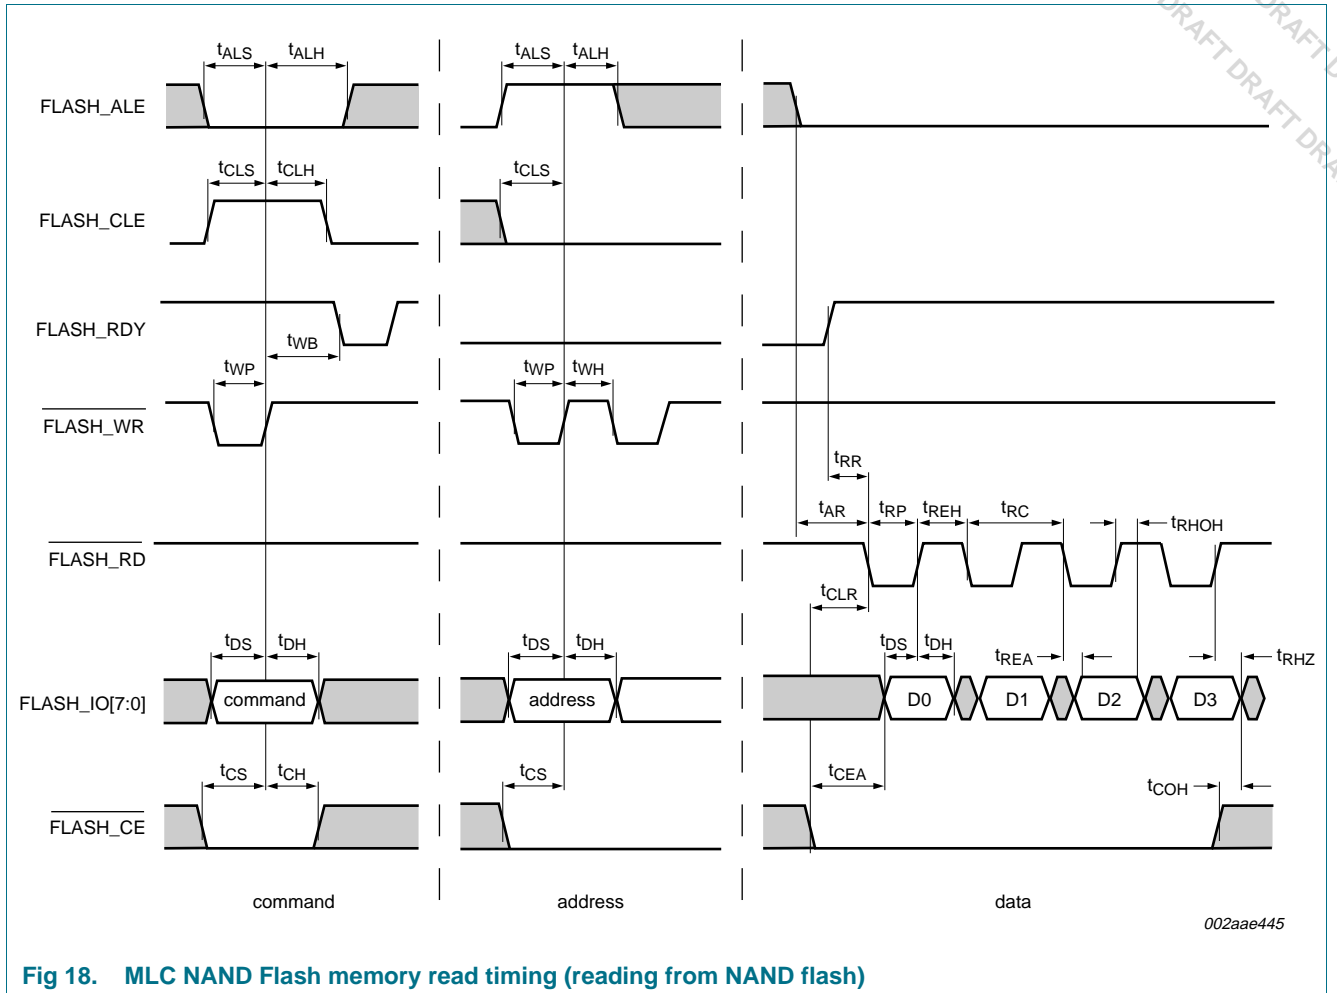 DRAFT DRAFT DRAFT
DRAFT D
tALS tALH tALS tALH
FLASH_ALE
tCLS tCLH tCLS
FLASH_CLE
FLASH_RDY
tWB
tWP tWP tWH
FLASH_WR
tRR
tAR tRP tREH tRC tRHOH
FLASH_RD
tCLR
tDS tDH tDS tDH tDS tDH tREA tRHZ
FLASH_IO[7:0] command address D0 D1 D2 D3
tCS tCH tCS tCEA tCOH
FLASH_CE
command address data
002aae445
Fig 18. MLC NAND Flash memory read timing (reading from NAND flash)